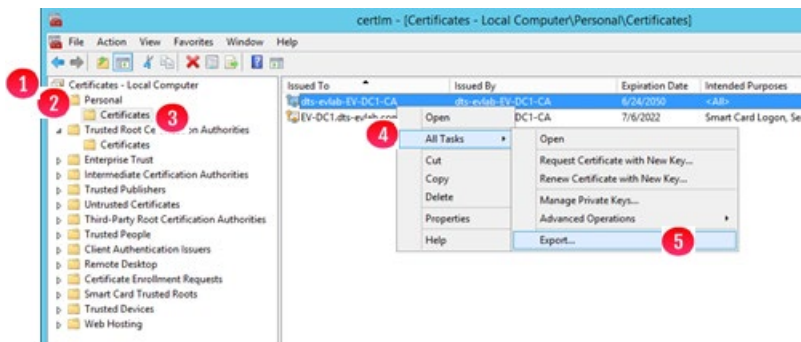 certlm - [Certificates - Local Computer\Personal\Certificates]
File Action View Favorites Window Help
1 Certificates - Local Computer
2 Personal
Certificates 3
Trusted Root Ce on Authorities
Certificates
Enterprise Trust
Intermediate Certification Authorities
Trusted Publishers
Untrusted Certificates
Third-Party Root Certification Authorities
Trusted People
Client Authentication Issuers
Remote Desktop
Certificate Enrollment Requests
Smart Card Trusted Roots
Trusted Devices
Web Hosting
Issued To Issued By Expiration Date Intended Purposes
dts-evlab-EV-DC1-CA dts-evlab-EV-DC1-CA 6/24/2050 <All>
EV-DC1.dts-evlab.com DC1-CA 7/6/2022 Smart Card Logon, Se
4
Open
All Tasks
Cut
Copy
Delete
Properties
Help
Open
Request Certificate with New Key...
Renew Certificate with New Key...
Manage Private Keys...
Advanced Operations
Export... 5